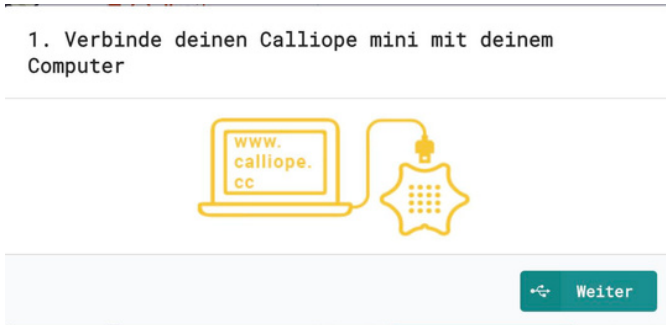 1. Verbinde deinen Calliope mini mit deinem
Computer
www.
calliope.
cc
Weiter